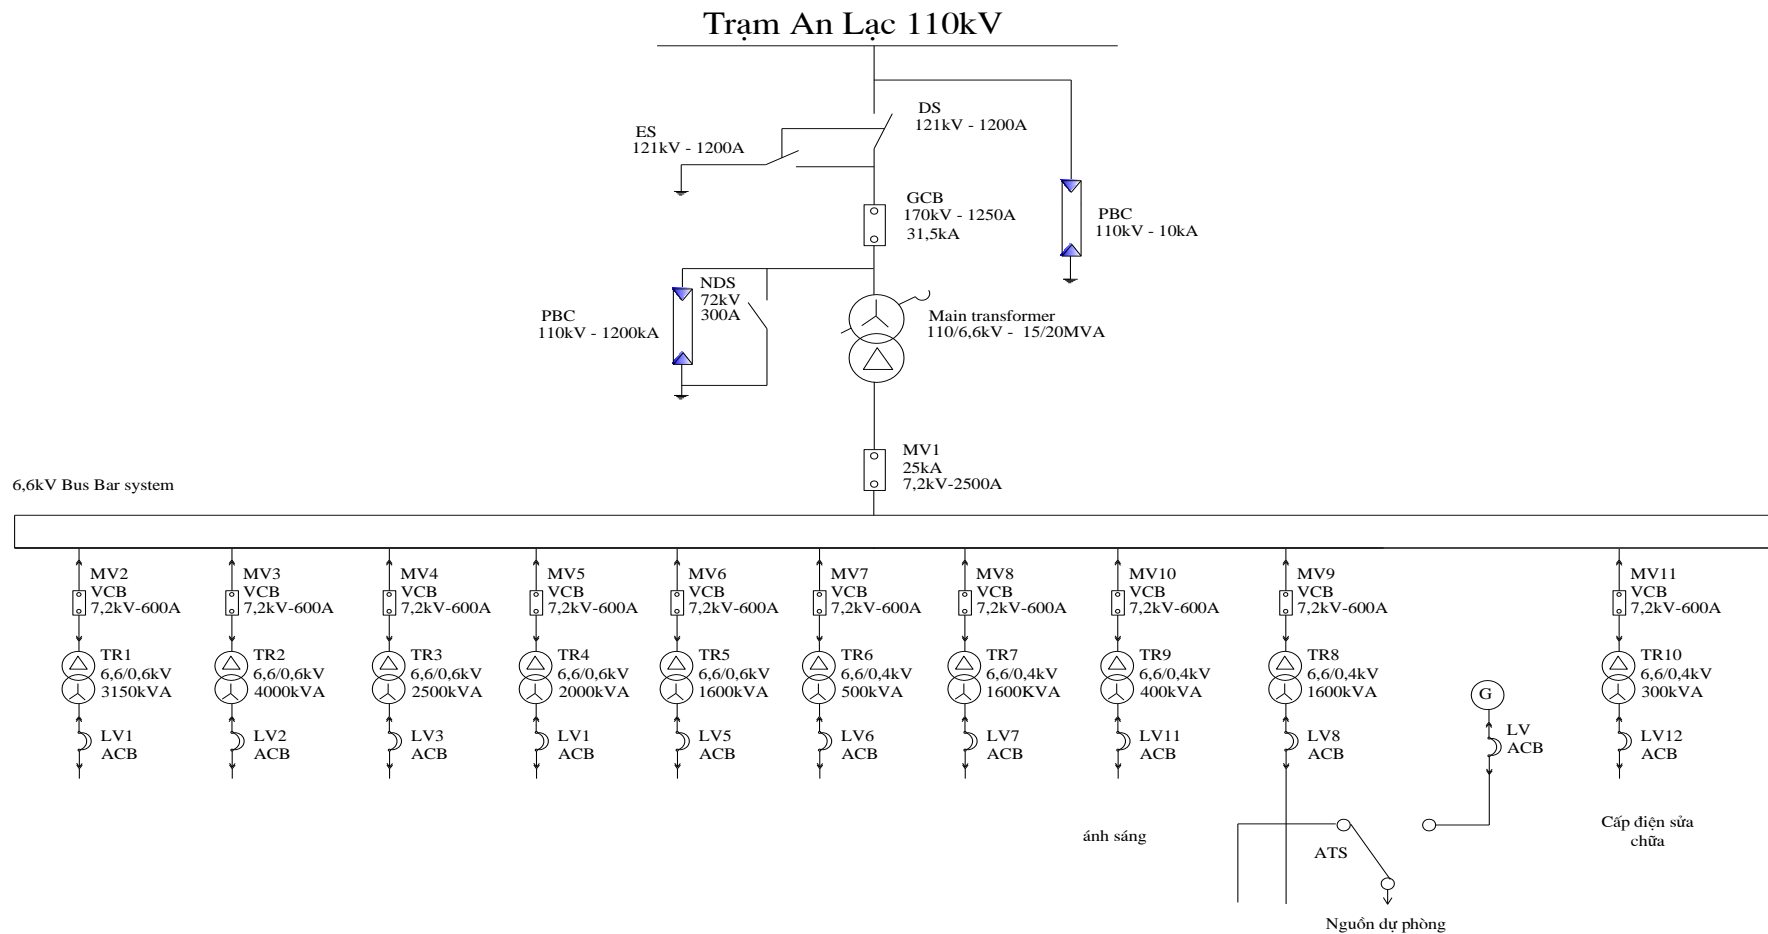 Trạm An Lạc 110kV
DS
121kV - 1200A
ES
121kV - 1200A
GCB
170kV - 1250A
31,5kA
PBC
110kV - 10kA
NDS
72kV
300A
PBC
110kV - 1200kA
Main transformer
110/6,6kV - 15/20MVA
MV1
25kA
7,2kV-2500A
6,6kV Bus Bar system
MV2
VCB
7,2kV-600A
MV3
VCB
7,2kV-600A
MV4
VCB
7,2kV-600A
MV5
VCB
7,2kV-600A
MV6
VCB
7,2kV-600A
MV7
VCB
7,2kV-600A
MV8
VCB
7,2kV-600A
MV10
VCB
7,2kV-600A
MV9
VCB
7,2kV-600A
MV11
VCB
7,2kV-600A
TR1
6,6/0,6kV
3150kVA
TR2
6,6/0,6kV
4000kVA
TR3
6,6/0,6kV
2500kVA
TR4
6,6/0,6kV
2000kVA
TR5
6,6/0,6kV
1600kVA
TR6
6,6/0,4kV
500kVA
TR7
6,6/0,4kV
1600KVA
TR9
6,6/0,4kV
400kVA
TR8
6,6/0,4kV
1600kVA
TR10
6,6/0,4kV
300kVA
G
LV1
ACB
LV2
ACB
LV3
ACB
LV1
ACB
LV5
ACB
LV6
ACB
LV7
ACB
LV11
ACB
LV8
ACB
LV
ACB
LV12
ACB
ánh sáng
ATS
Cấp điện sửa
chữa
Nguồn dự phòng